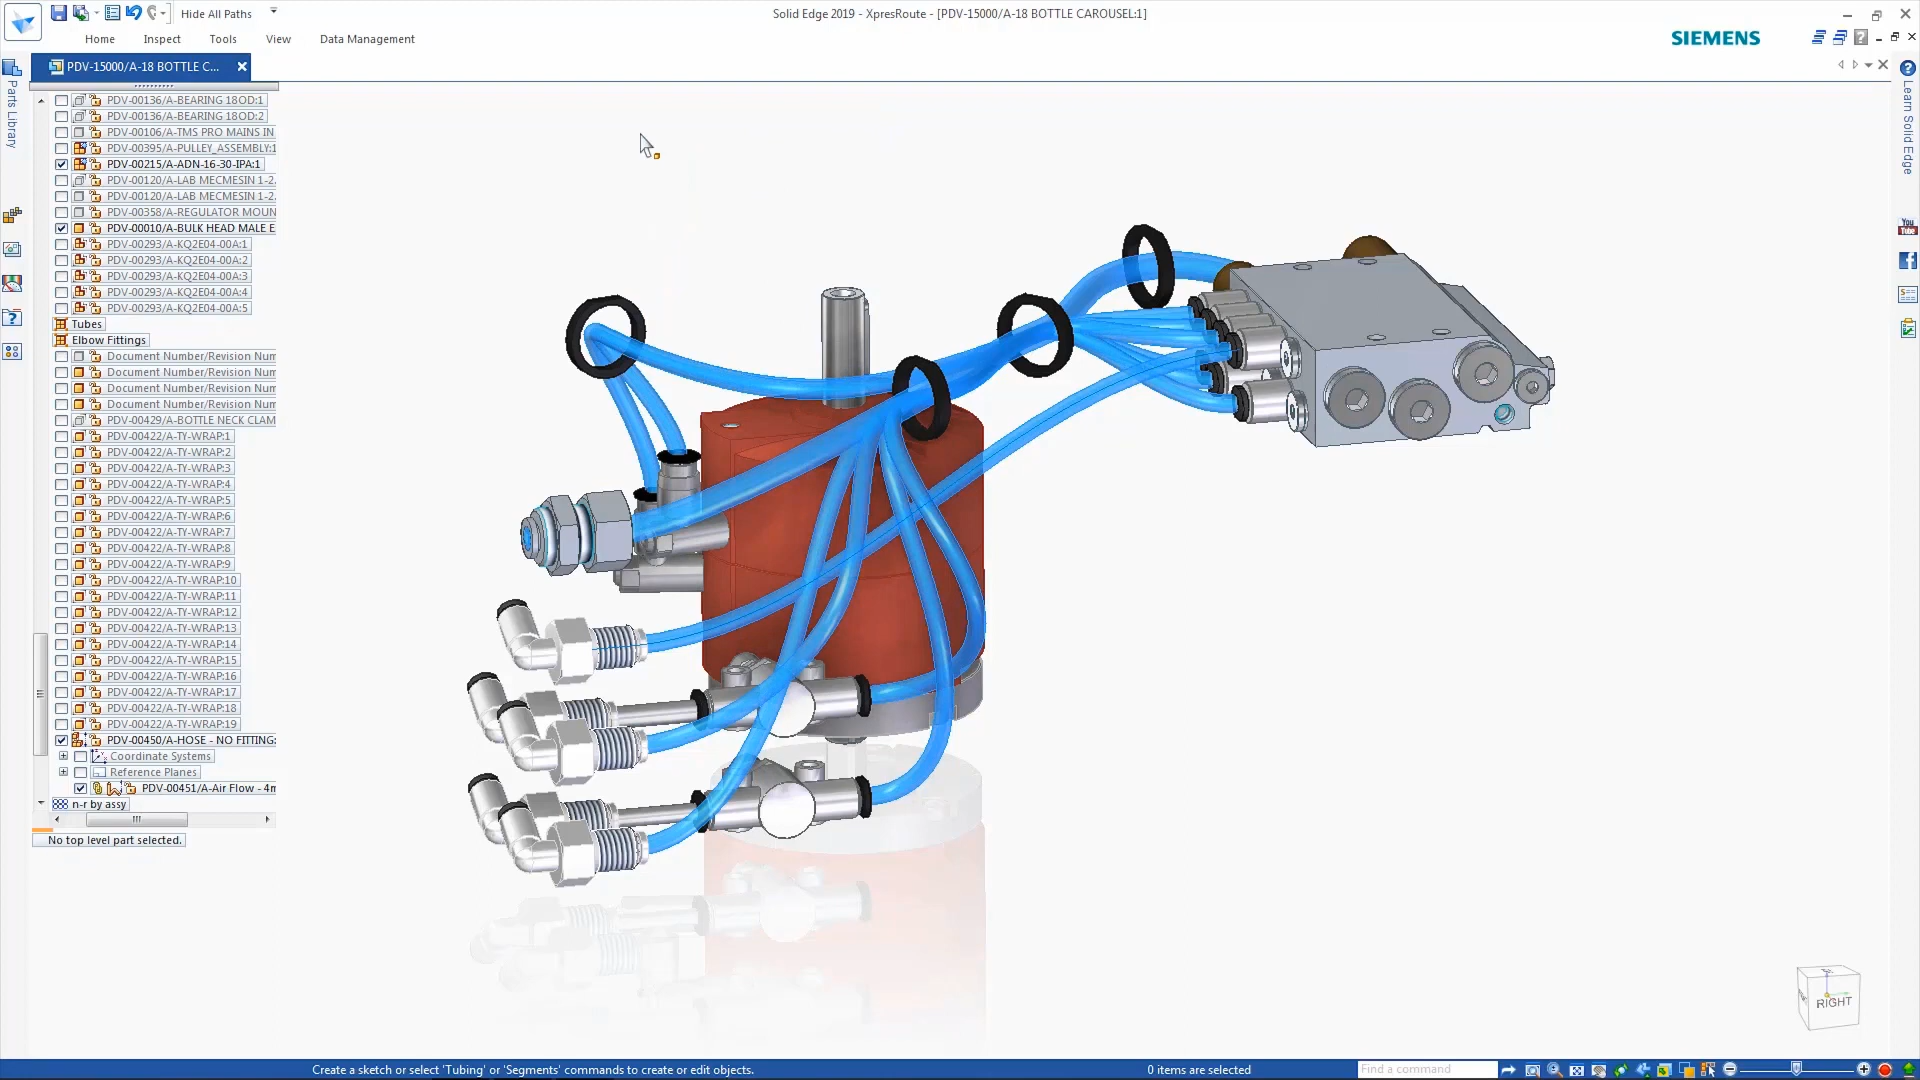 Hide All Paths
Solid Edge 2019 - XpresRoute - [PDV-15000/A-18 BOTTLE CAROUSEL:1]
Home
Inspect
Tools
View
Data Management
SIEMENS
PDV-15000/A-18 BOTTLE C...
Parts Library
Learn Solid Edge
You Tube
PDV-00136/A-BEARING 18OD:1
PDV-00136/A-BEARING 18OD:2
PDV-00106/A-TMS PRO MAINS IN
PDV-00395/A-PULLEY_ASSEMBLY:1
PDV-00215/A-ADN-16-30-IPA:1
PDV-00120/A-LAB MECMESIN 1-2.
PDV-00120/A-LAB MECMESIN 1-2.
PDV-00358/A-REGULATOR MOUN
PDV-00010/A-BULK HEAD MALE E
PDV-00293/A-KQ2E04-00A:1
PDV-00293/A-KQ2E04-00A:2
PDV-00293/A-KQ2E04-00A:3
PDV-00293/A-KQ2E04-00A:4
PDV-00293/A-KQ2E04-00A:5
Tubes
Elbow Fittings
Document Number/Revision Num
Document Number/Revision Num
Document Number/Revision Num
Document Number/Revision Num
PDV-00429/A-BOTTLE NECK CLAM
PDV-00422/A-TY-WRAP:1
PDV-00422/A-TY-WRAP:2
PDV-00422/A-TY-WRAP:3
PDV-00422/A-TY-WRAP:4
PDV-00422/A-TY-WRAP:5
PDV-00422/A-TY-WRAP:6
PDV-00422/A-TY-WRAP:7
PDV-00422/A-TY-WRAP:8
PDV-00422/A-TY-WRAP:9
PDV-00422/A-TY-WRAP:10
PDV-00422/A-TY-WRAP:11
PDV-00422/A-TY-WRAP:12
PDV-00422/A-TY-WRAP:13
PDV-00422/A-TY-WRAP:14
PDV-00422/A-TY-WRAP:15
PDV-00422/A-TY-WRAP:16
PDV-00422/A-TY-WRAP:17
PDV-00422/A-TY-WRAP:18
PDV-00422/A-TY-WRAP:19
PDV-00450/A-HOSE - NO FITTING:
Coordinate Systems
Reference Planes
PDV-00451/A-Air Flow - 4m
n-r by assy
No top level part selected.
RIGHT
Create a sketch or select 'Tubing' or 'Segments' commands to create or edit objects.
0 items are selected
Find a command